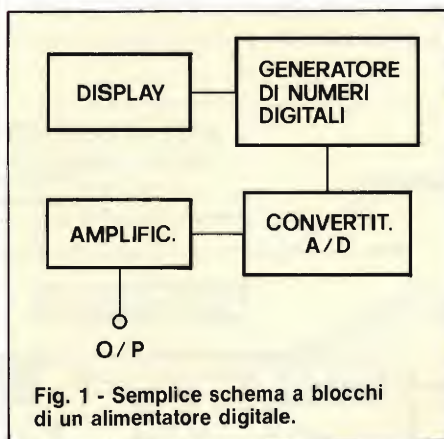 DISPLAY
GENERATORE
DI NUMERI
DIGITALI
AMPLIFIC.
CONVERTIT.
A/D
O/P
Fig. 1 - Semplice schema a blocchi
di un alimentatore digitale.